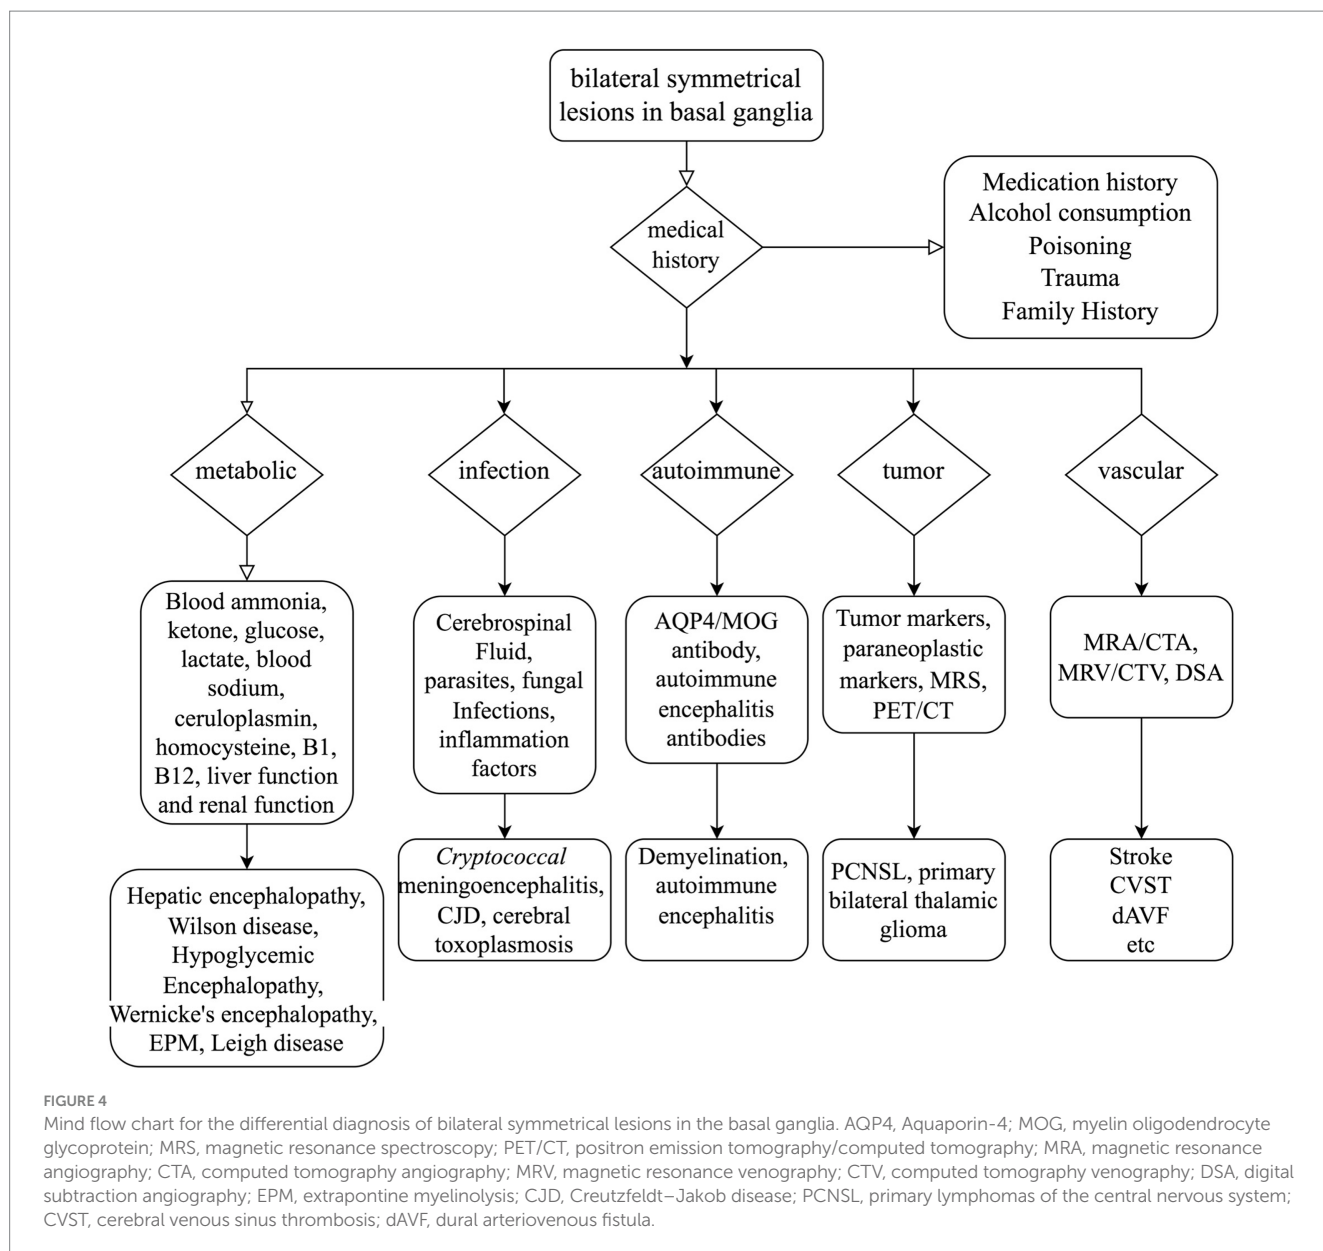 bilateral symmetrical
lesions in basal ganglia
medical
history
Medication history
Alcohol consumption
Poisoning
Trauma
Family History
metabolic
infection
autoimmune
tumor
vascular
Blood ammonia,
ketone, glucose,
lactate, blood
sodium,
ceruloplasmin,
homocysteine, B1,
B12, liver function
and renal function
Cerebrospinal
Fluid,
parasites, fungal
Infections,
inflammation
factors
AQP4/MOG
antibody,
autoimmune
encephalitis
antibodies
Tumor markers,
paraneoplastic
markers, MRS,
PET/CT
MRA/CTA,
MRV/CTV, DSA
Hepatic encephalopathy,
Wilson disease,
Hypoglycemic
Encephalopathy,
Wernicke's encephalopathy,
EPM, Leigh disease
Cryptococcal
meningoencephalitis,
CJD, cerebral
toxoplasmosis
Demyelination,
autoimmune
encephalitis
PCNSL, primary
bilateral thalamic
glioma
Stroke
CVST
dAVF
etc
FIGURE 4
Mind flow chart for the differential diagnosis of bilateral symmetrical lesions in the basal ganglia. AQP4, Aquaporin-4; MOG, myelin oligodendrocyte
glycoprotein; MRS, magnetic resonance spectroscopy; PET/CT, positron emission tomography/computed tomography; MRA, magnetic resonance
angiography; CTA, computed tomography angiography; MRV, magnetic resonance venography; CTV, computed tomography venography; DSA, digital
subtraction angiography; EPM, extrapontine myelinolysis; CJD, Creutzfeldt–Jakob disease; PCNSL, primary lymphomas of the central nervous system;
CVST, cerebral venous sinus thrombosis; dAVF, dural arteriovenous fistula.